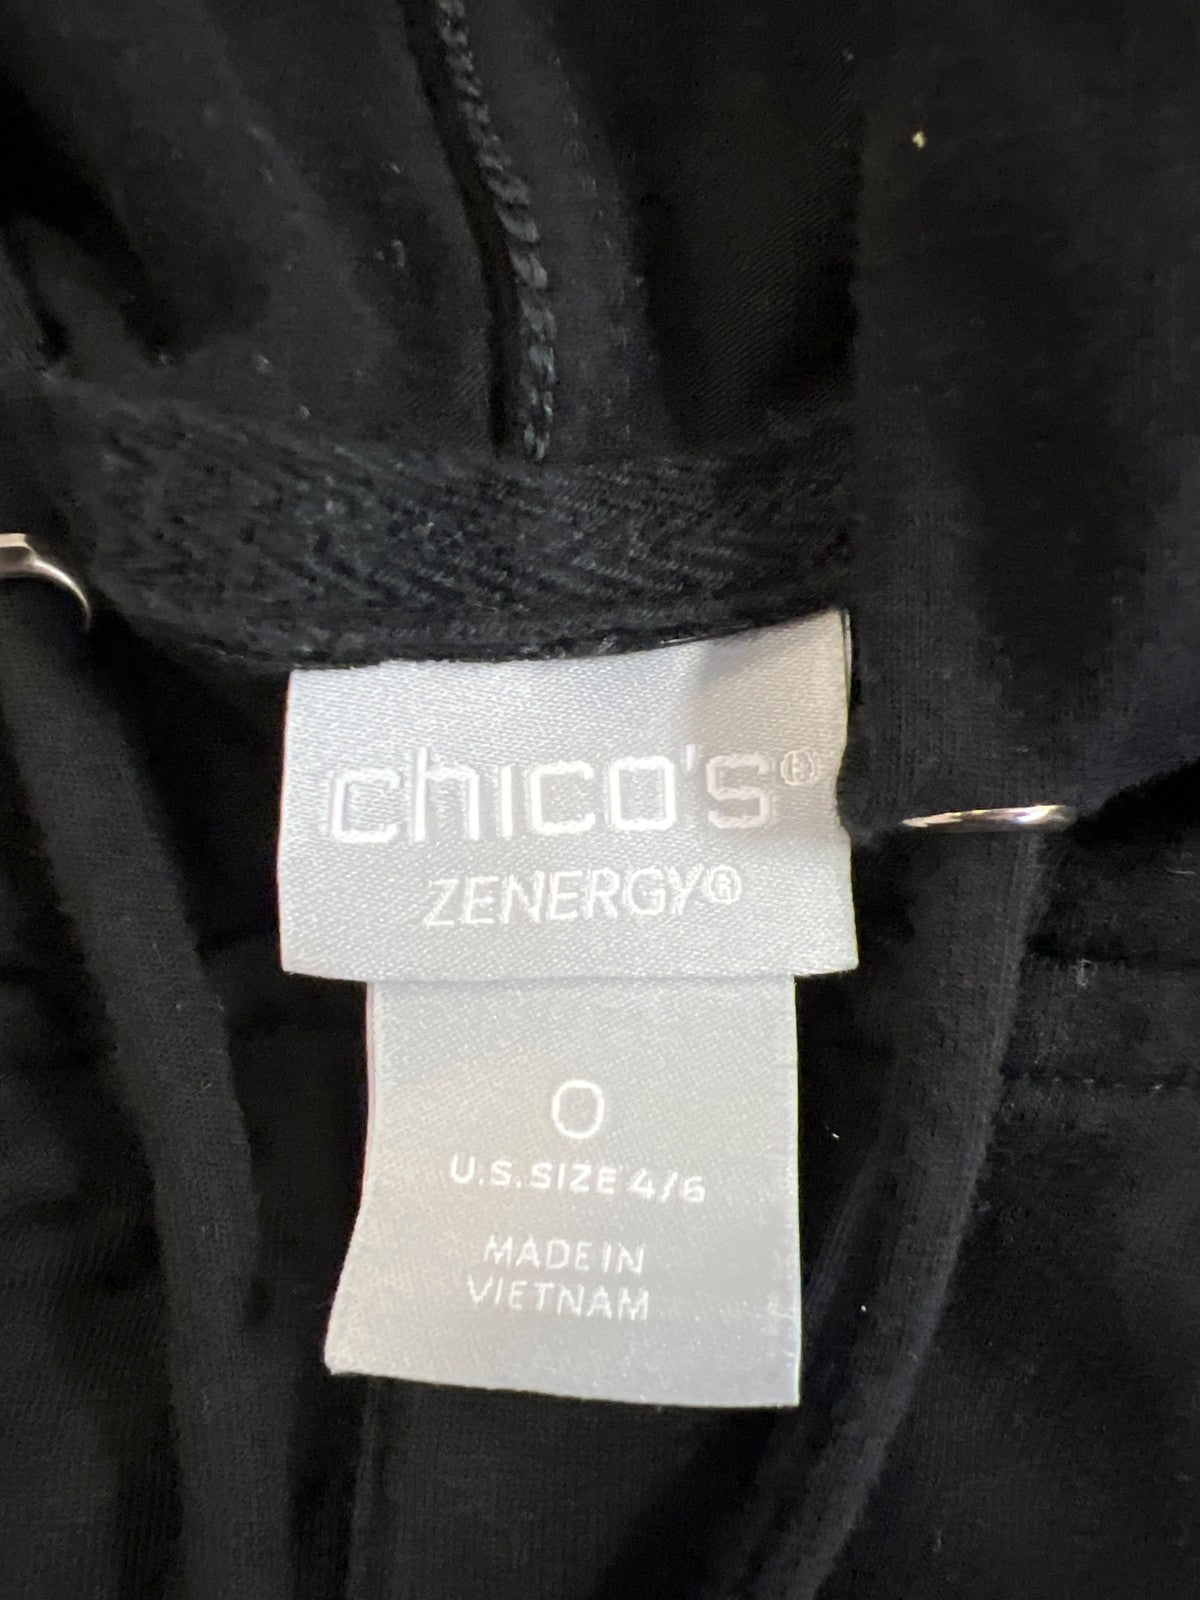 chico's®
ZENERGY®
0
U.S. SIZE 4/6
MADE IN
VIETNAM